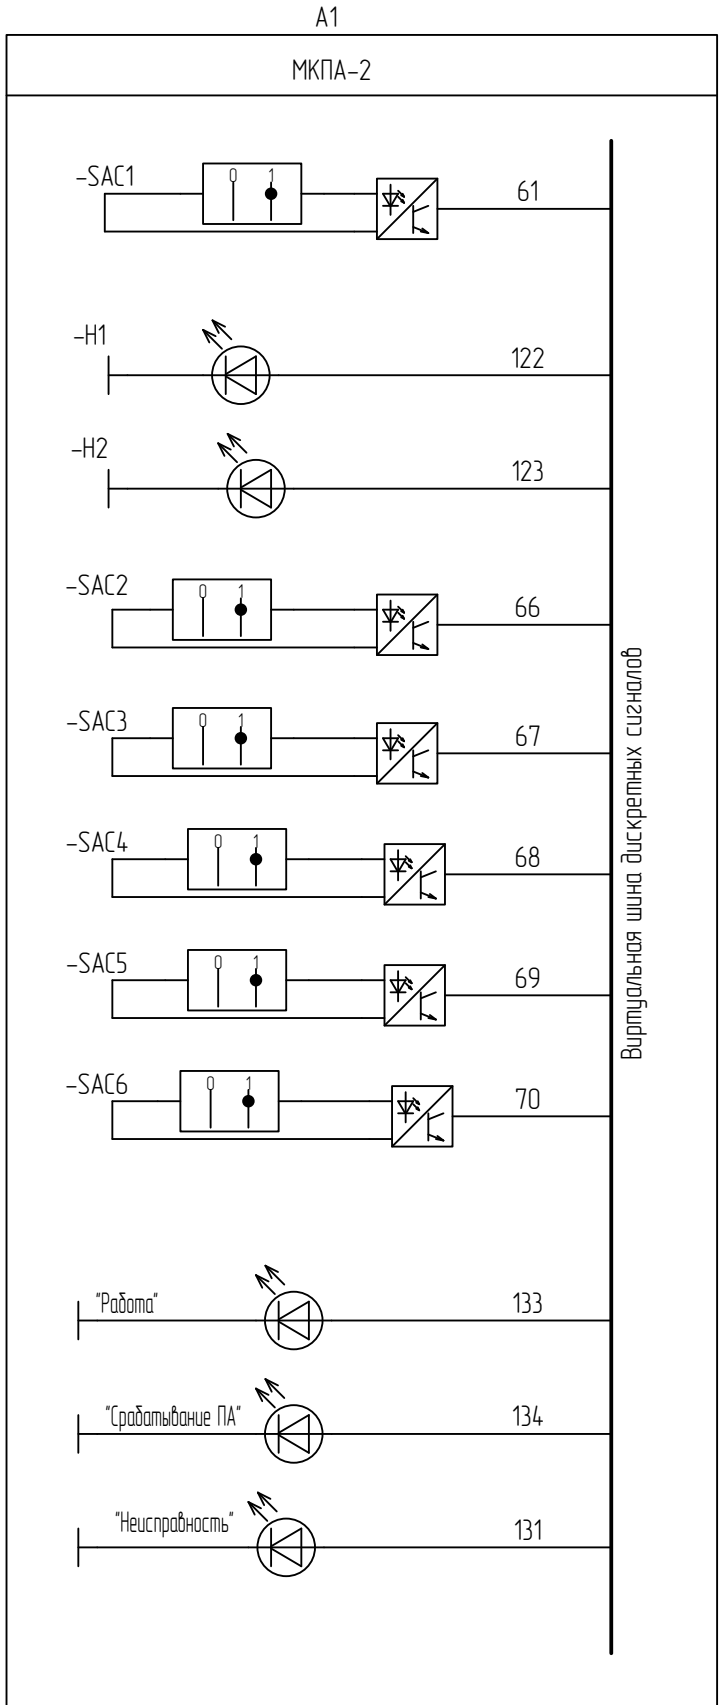 А1
МКПА-2
-SAC1
0 1
61
-H1
122
-H2
123
-SAC2
0 1
66
-SAC3
0 1
67
-SAC4
0 1
68
-SAC5
0 1
69
-SAC6
0 1
70
Виртуальная шина дискретных сигналов
"Работа"
133
"Срабатывание ПА"
134
"Неисправность"
131